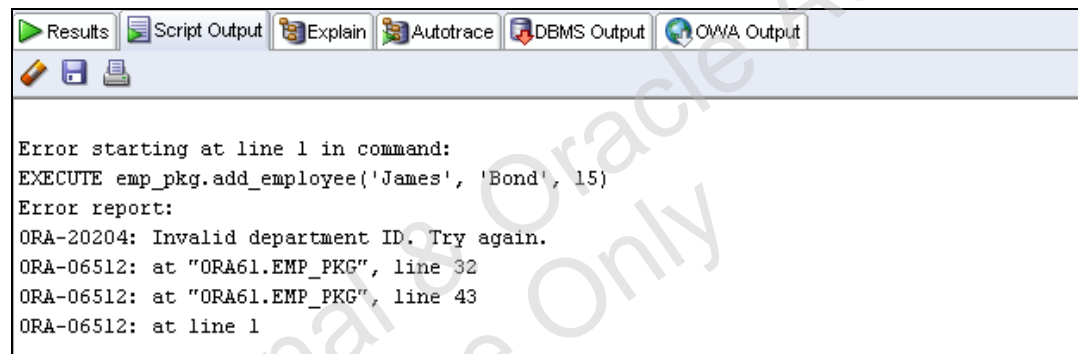 Results Script Output Explain Autotrace DBMS Output OWA Output
Error starting at line 1 in command:
EXECUTE emp_pkg.add_employee('James', 'Bond', 15)
Error report:
ORA-20204: Invalid department ID. Try again.
ORA-06512: at "ORA61.EMP_PKG", line 32
ORA-06512: at "ORA61.EMP_PKG", line 43
ORA-06512: at line 1